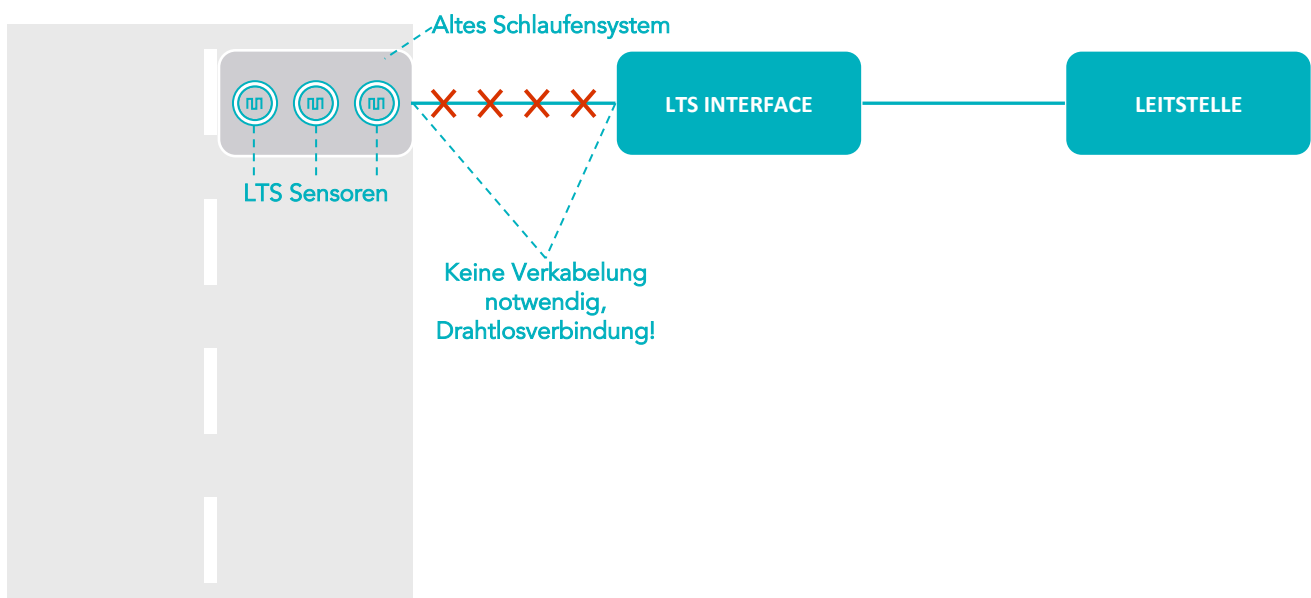 Altes Schlaufensystem
LTS INTERFACE
LEITSTELLE
LTS Sensoren
Keine Verkabelung
notwendig,
Drahtlosverbindung!